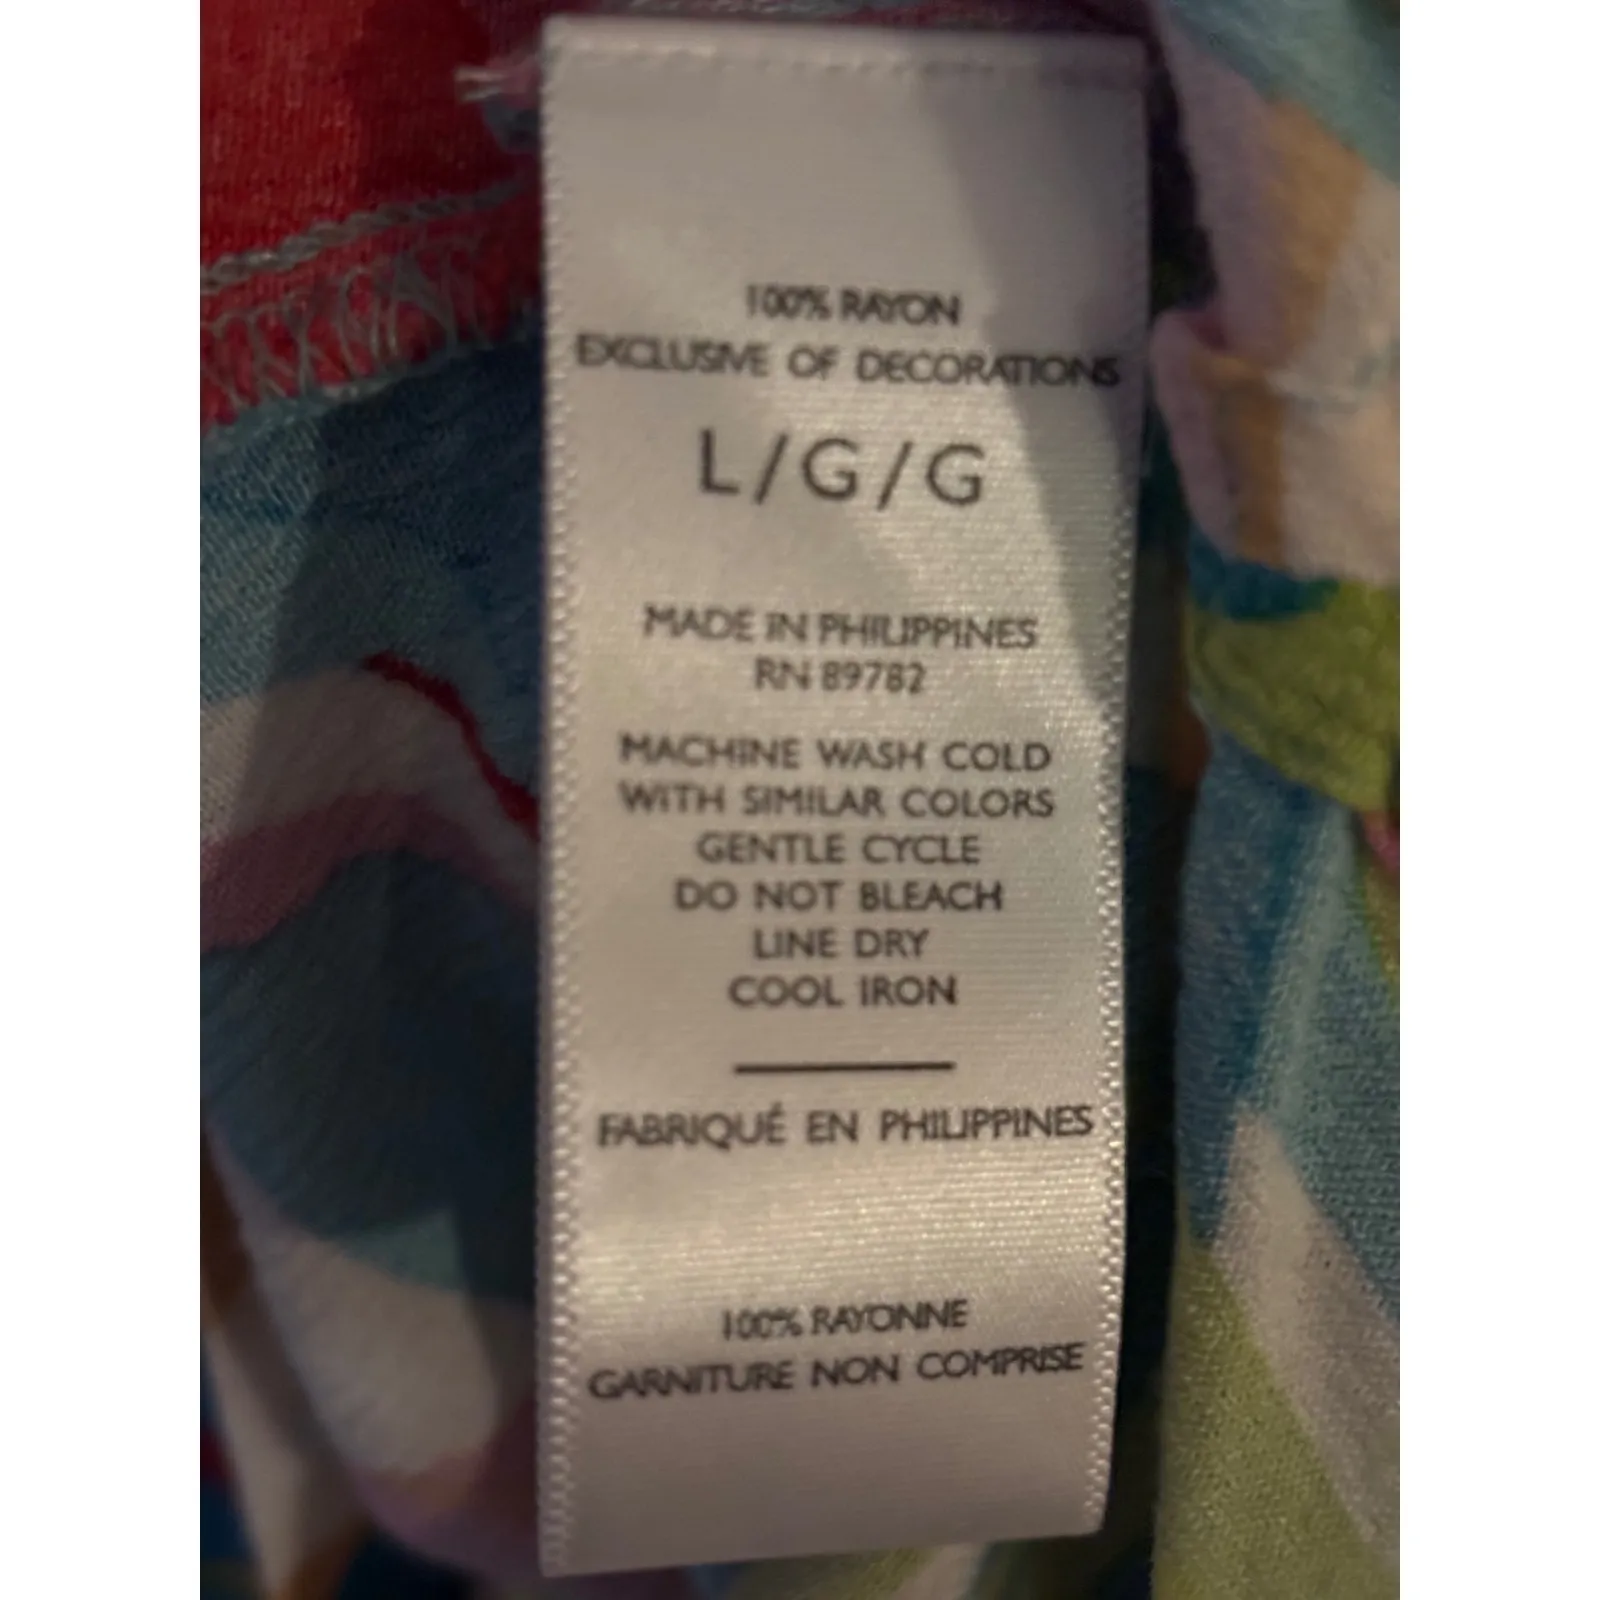 100% RAYON
EXCLUSIVE OF DECORATIONS
L/G/G
MADE IN PHILIPPINES
RN 89782
MACHINE WASH COLD
WITH SIMILAR COLORS
GENTLE CYCLE
DO NOT BLEACH
LINE DRY
COOL IRON
FABRIQUÉ EN PHILIPPINES
100% RAYONNE
GARNITURE NON COMPRISE